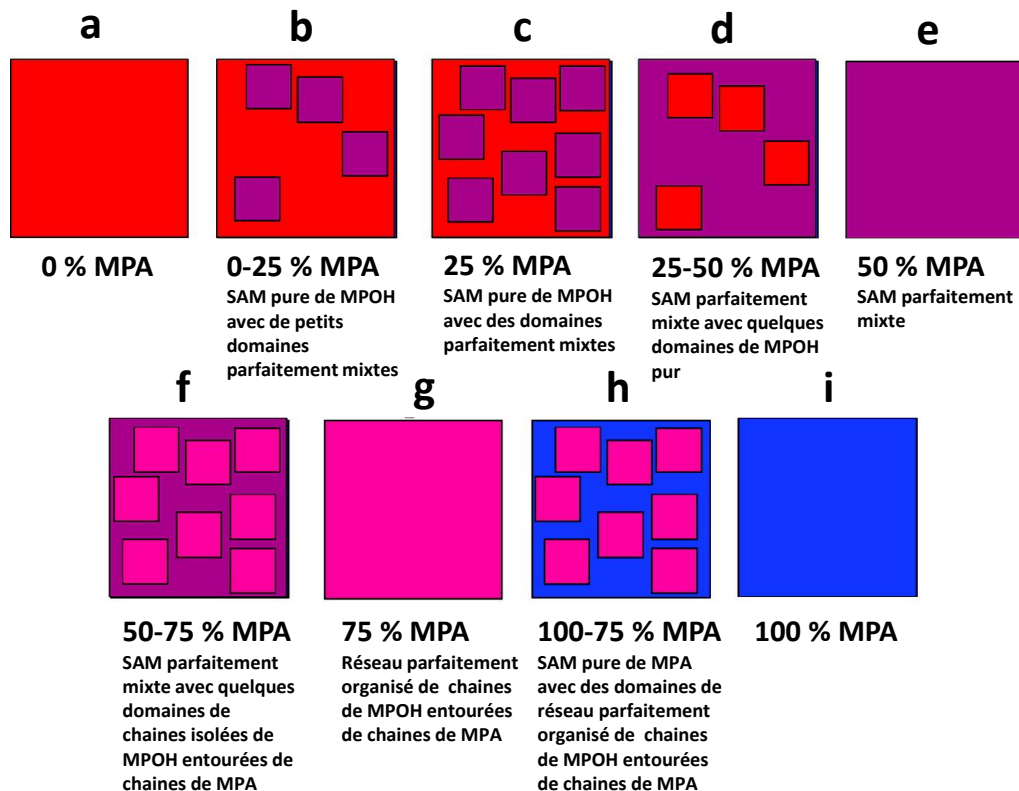 a
b
c
d
e
0 % MPA
0-25 % MPA
SAM pure de MPOH
avec de petits
domaines
parfaitement mixtes
25 % MPA
SAM pure de MPOH
avec des domaines
parfaitement mixtes
25-50 % MPA
SAM parfaitement
mixte avec quelques
domaines de MPOH
pur
50 % MPA
SAM parfaitement
mixte
f
g
h
i
50-75 % MPA
SAM parfaitement
mixte avec quelques
domaines de
chaines isolées de
MPOH entourées de
chaines de MPA
75 % MPA
Réseau parfaitement
organisé de chaines
de MPOH entourées
de chaines de MPA
100-75 % MPA
SAM pure de MPA
avec des domaines de
réseau parfaitement
organisé de chaines
de MPOH entourées
de chaines de MPA
100 % MPA